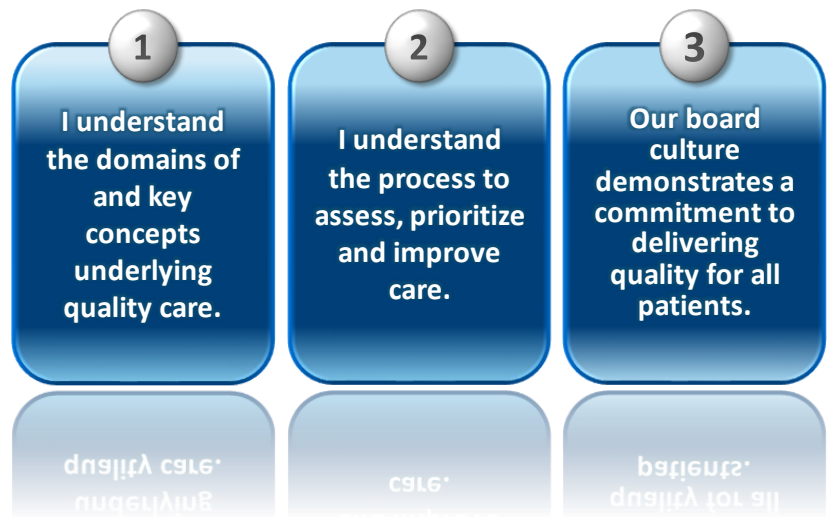 1
I understand
the domains of
and key
concepts
underlying
quality care.
2
I understand
the process to
assess, prioritize
and improve
care.
3
Our board
culture
demonstrates a
commitment to
delivering
quality for all
patients.